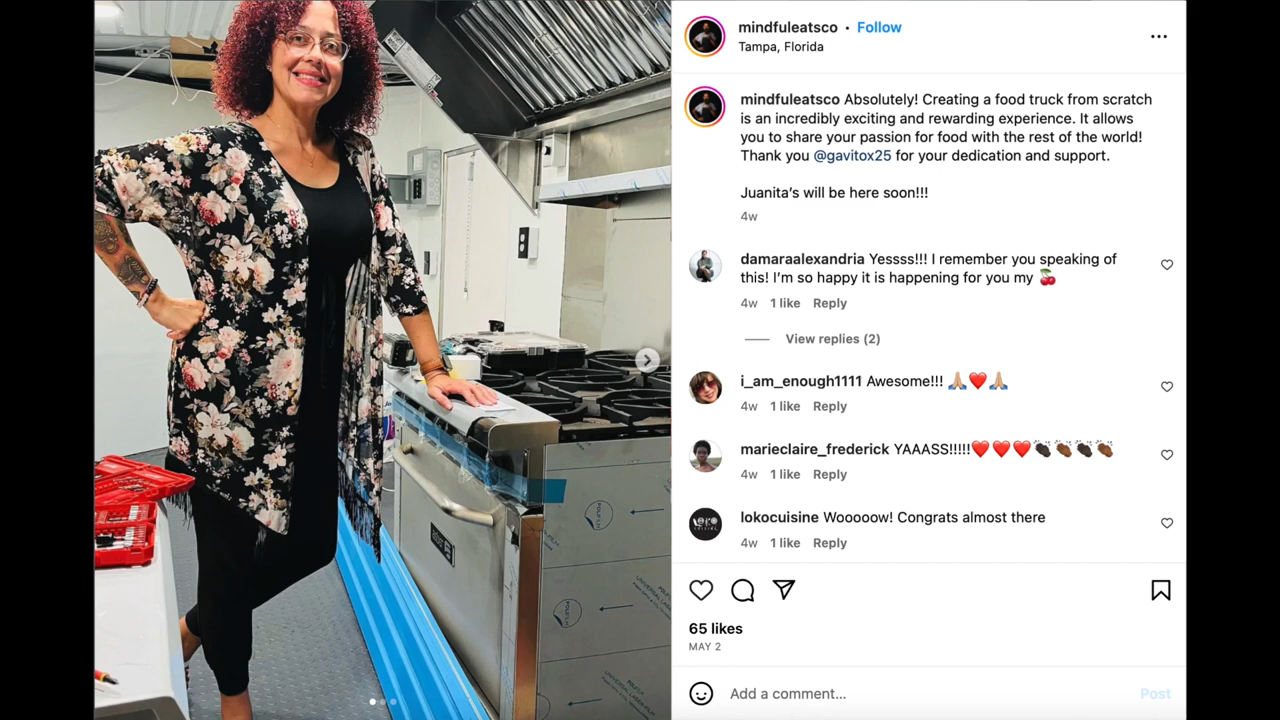 mindfuleatsco • Follow
Tampa, Florida
mindfuleatsco Absolutely! Creating a food truck from scratch
is an incredibly exciting and rewarding experience. It allows
you to share your passion for food with the rest of the world!
Thank you @gavitox25 for your dedication and support.
Juanita’s will be here soon!!!
4w
damaraalexandria Yessss!!! I remember you speaking of
this! I’m so happy it is happening for you my 🍒
4w 1 like Reply
View replies (2)
i_am_enough1111 Awesome!!! 🙏🏼❤️🙏🏼
4w 1 like Reply
marieclaire_frederick YAAASS!!!!!❤️❤️❤️👏🏿👏🏾👏🏿👏🏾
4w 1 like Reply
LOKO
lokocuisine Wooooow! Congrats almost there
4w 1 like Reply
65 likes
MAY 2
Add a comment...
Post
POLIFILM
POLIFILM